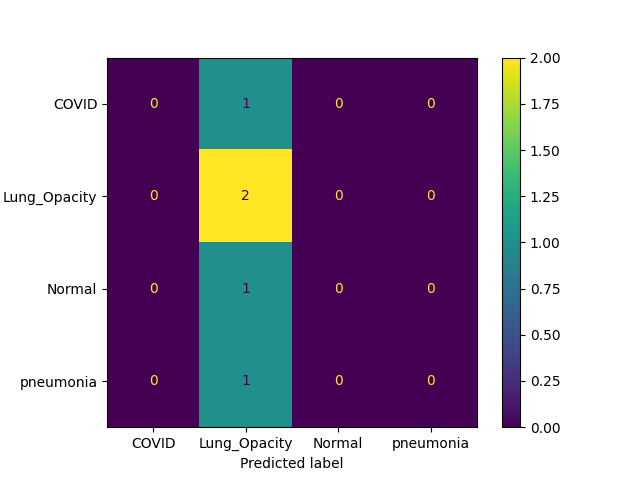 COVID 0 1 0 0
Lung_Opacity 0 2 0 0
Normal 0 1 0 0
pneumonia 0 1 0 0
COVID Lung_Opacity Normal pneumonia
Predicted label
2.00
1.75
1.50
1.25
1.00
0.75
0.50
0.25
0.00